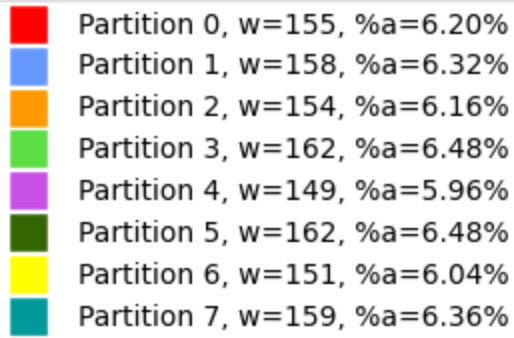 Partition 0, w=155, %a=6.20%
Partition 1, w=158, %a=6.32%
Partition 2, w=154, %a=6.16%
Partition 3, w=162, %a=6.48%
Partition 4, w=149, %a=5.96%
Partition 5, w=162, %a=6.48%
Partition 6, w=151, %a=6.04%
Partition 7, w=159, %a=6.36%